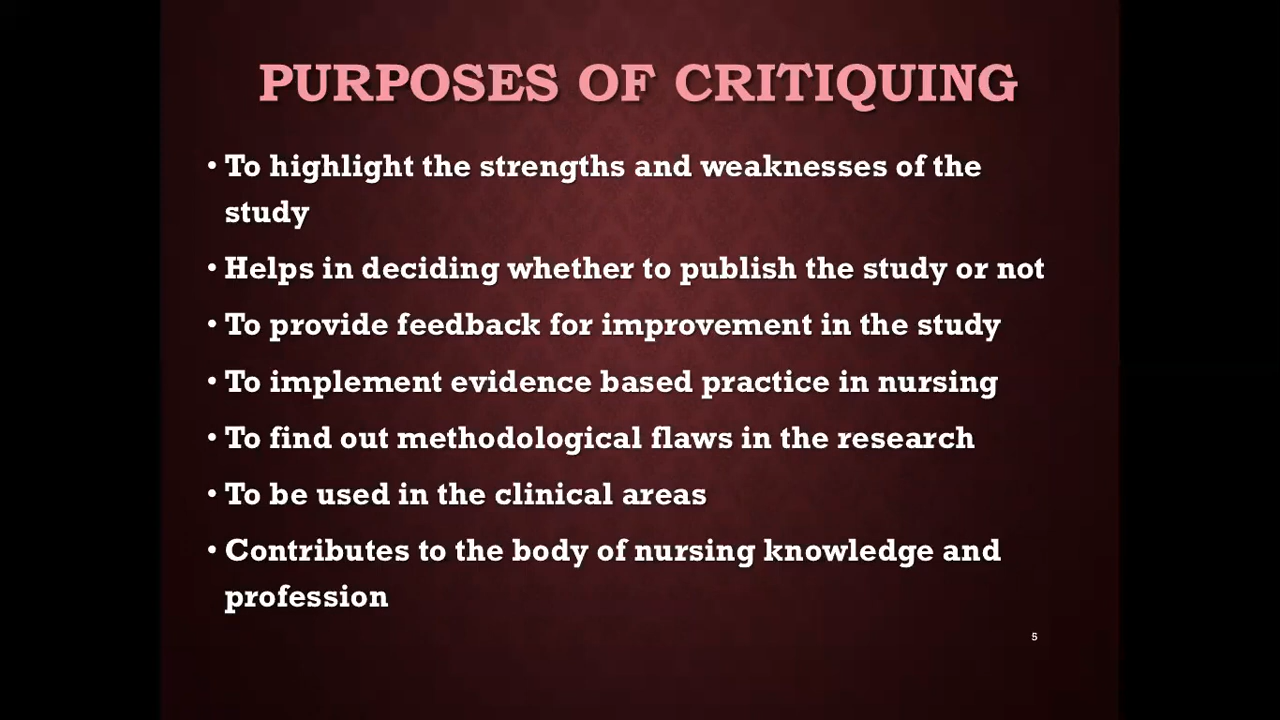 PURPOSES OF CRITIQUING
• To highlight the strengths and weaknesses of the
study
• Helps in deciding whether to publish the study or not
• To provide feedback for improvement in the study
• To implement evidence based practice in nursing
• To find out methodological flaws in the research
• To be used in the clinical areas
• Contributes to the body of nursing knowledge and
profession
5